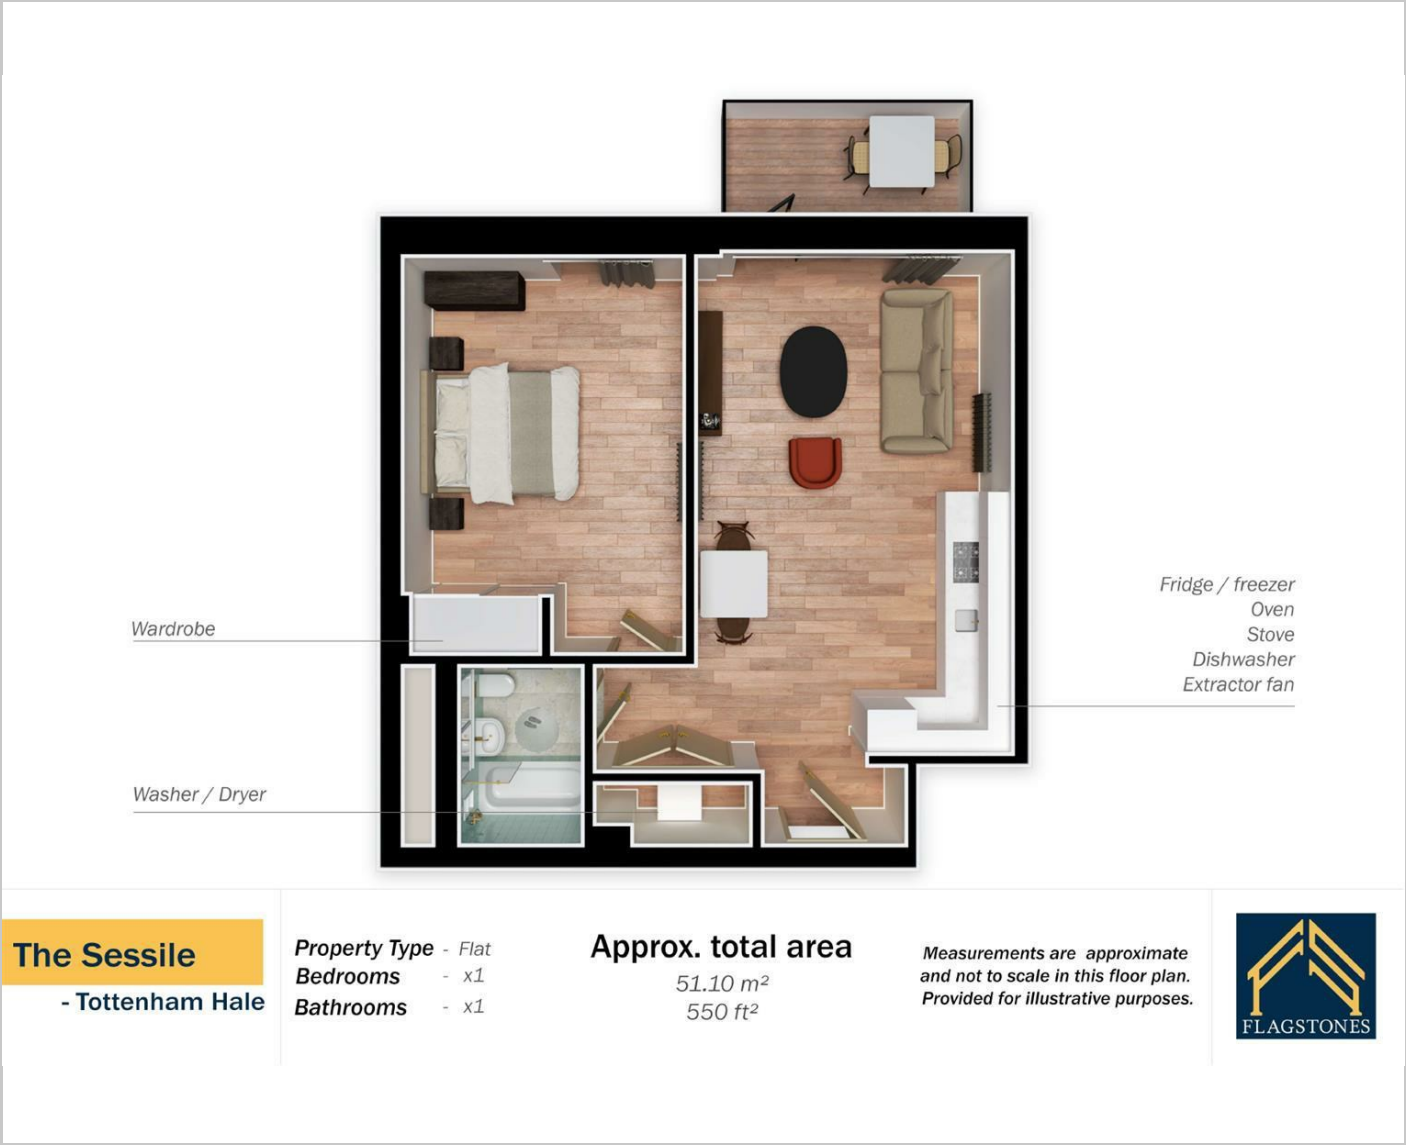 Wardrobe
Washer / Dryer
Fridge / freezer
Oven
Stove
Dishwasher
Extractor fan
The Sessile
- Tottenham Hale
Property Type - Flat
Bedrooms - x1
Bathrooms - x1
Approx. total area
51.10 m²
550 ft²
Measurements are approximate
and not to scale in this floor plan.
Provided for illustrative purposes.
FLAGSTONES